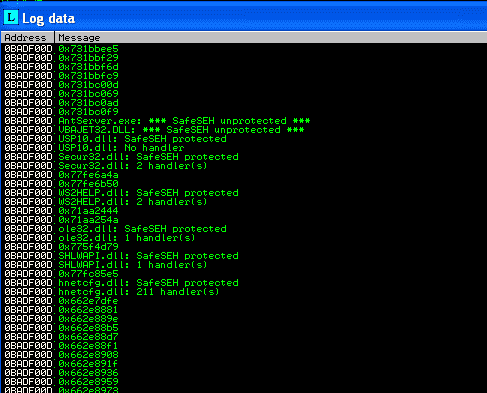 L Log data
Address Message
0BADF00D 0x731bbee5
0BADF00D 0x731bbf29
0BADF00D 0x731bbf6d
0BADF00D 0x731bbfc9
0BADF00D 0x731bc00d
0BADF00D 0x731bc069
0BADF00D 0x731bc0ad
0BADF00D 0x731bc0f9
0BADF00D AntServer.exe: *** SafeSEH unprotected ***
0BADF00D VBAJET32.DLL: *** SafeSEH unprotected ***
0BADF00D USP10.dll: SafeSEH protected
0BADF00D USP10.dll: No handler
0BADF00D Secur32.dll: SafeSEH protected
0BADF00D Secur32.dll: 2 handler(s)
0BADF00D 0x77fe6a4a
0BADF00D 0x77fe6b50
0BADF00D WS2HELP.dll: SafeSEH protected
0BADF00D WS2HELP.dll: 2 handler(s)
0BADF00D 0x71aa2444
0BADF00D 0x71aa254a
0BADF00D ole32.dll: SafeSEH protected
0BADF00D ole32.dll: 1 handler(s)
0BADF00D 0x775f4d79
0BADF00D SHLWAPI.dll: SafeSEH protected
0BADF00D SHLWAPI.dll: 1 handler(s)
0BADF00D 0x77fc85e5
0BADF00D hnetcfg.dll: SafeSEH protected
0BADF00D hnetcfg.dll: 211 handler(s)
0BADF00D 0x662e7dfe
0BADF00D 0x662e8881
0BADF00D 0x662e889e
0BADF00D 0x662e88b5
0BADF00D 0x662e88d7
0BADF00D 0x662e88f1
0BADF00D 0x662e8908
0BADF00D 0x662e891f
0BADF00D 0x662e8936
0BADF00D 0x662e8959
0BADF00D 0x662e8973